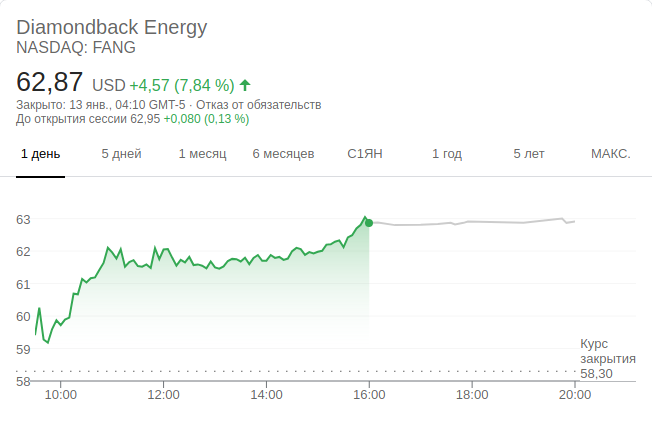 Diamondback Energy
NASDAQ: FANG
62,87 USD +4,57 (7,84 %)
Закрыто: 13 янв., 04:10 GMT-5 · Отказ от обязательств
До открытия сессии 62,95 +0,080 (0,13 %)
1 день 5 дней 1 месяц 6 месяцев С1ЯН 1 год 5 лет МАКС.
63
62
61
60
59
58
Курс
закрытия
58,30
10:00 12:00 14:00 16:00 18:00 20:00